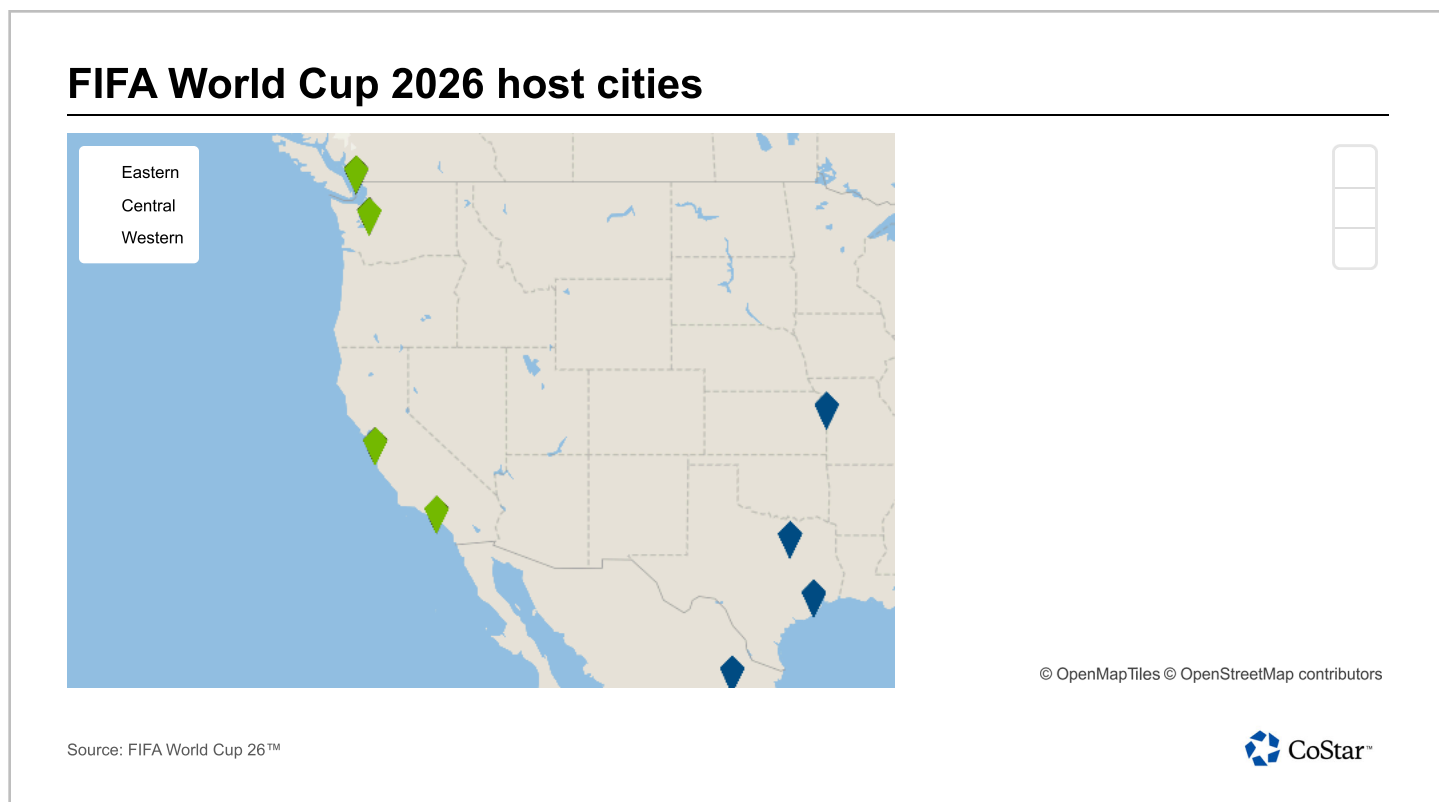 FIFA World Cup 2026 host cities
Eastern
Central
Western
© OpenMapTiles © OpenStreetMap contributors
Source: FIFA World Cup 26™
CoStar™